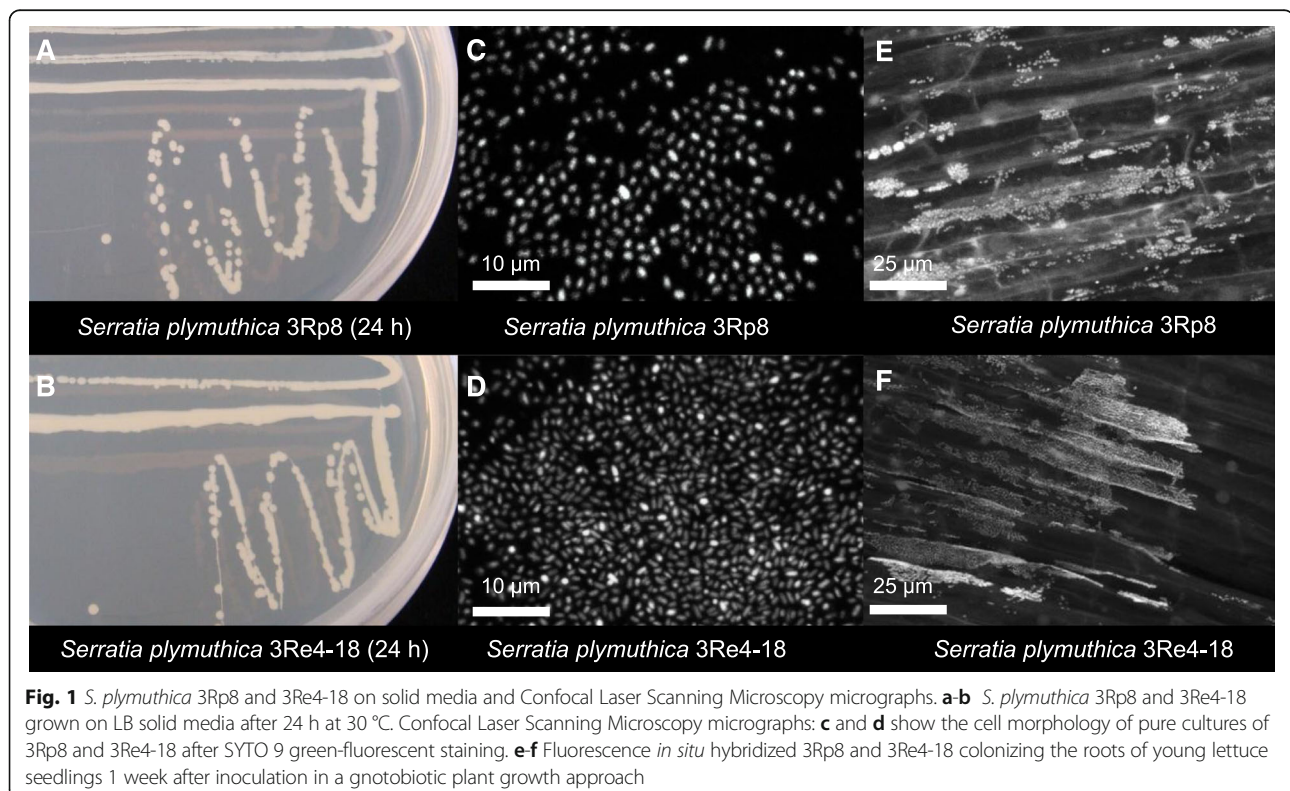 A
C
E
10 µm
25 µm
Serratia plymuthica 3Rp8 (24 h)
Serratia plymuthica 3Rp8
Serratia plymuthica 3Rp8
B
D
F
10 µm
25 µm
Serratia plymuthica 3Re4-18 (24 h)
Serratia plymuthica 3Re4-18
Serratia plymuthica 3Re4-18
Fig. 1 S. plymuthica 3Rp8 and 3Re4-18 on solid media and Confocal Laser Scanning Microscopy micrographs. a-b S. plymuthica 3Rp8 and 3Re4-18
grown on LB solid media after 24 h at 30 °C. Confocal Laser Scanning Microscopy micrographs: c and d show the cell morphology of pure cultures of
3Rp8 and 3Re4-18 after SYTO 9 green-fluorescent staining. e-f Fluorescence in situ hybridized 3Rp8 and 3Re4-18 colonizing the roots of young lettuce
seedlings 1 week after inoculation in a gnotobiotic plant growth approach